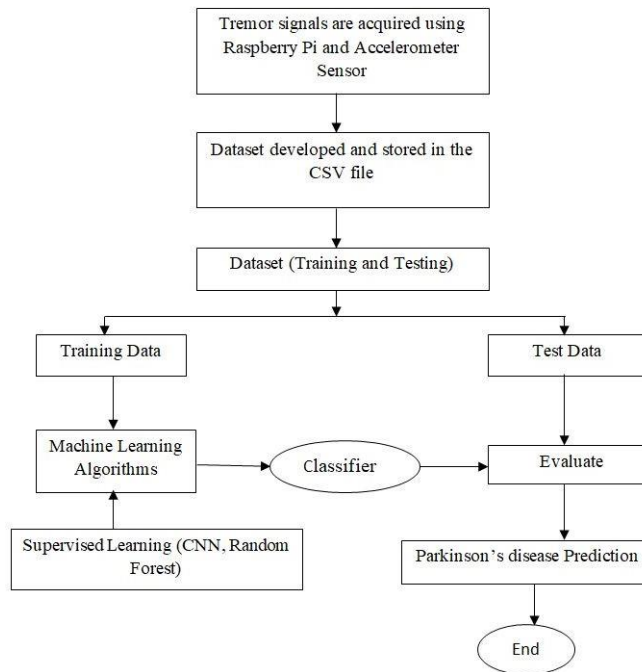 Tremor signals are acquired using
Raspberry Pi and Accelerometer
Sensor
Dataset developed and stored in the
CSV file
Dataset (Training and Testing)
Training Data
Test Data
Machine Learning
Algorithms
Classifier
Evaluate
Supervised Learning (CNN, Random
Forest)
Parkinson’s disease Prediction
End